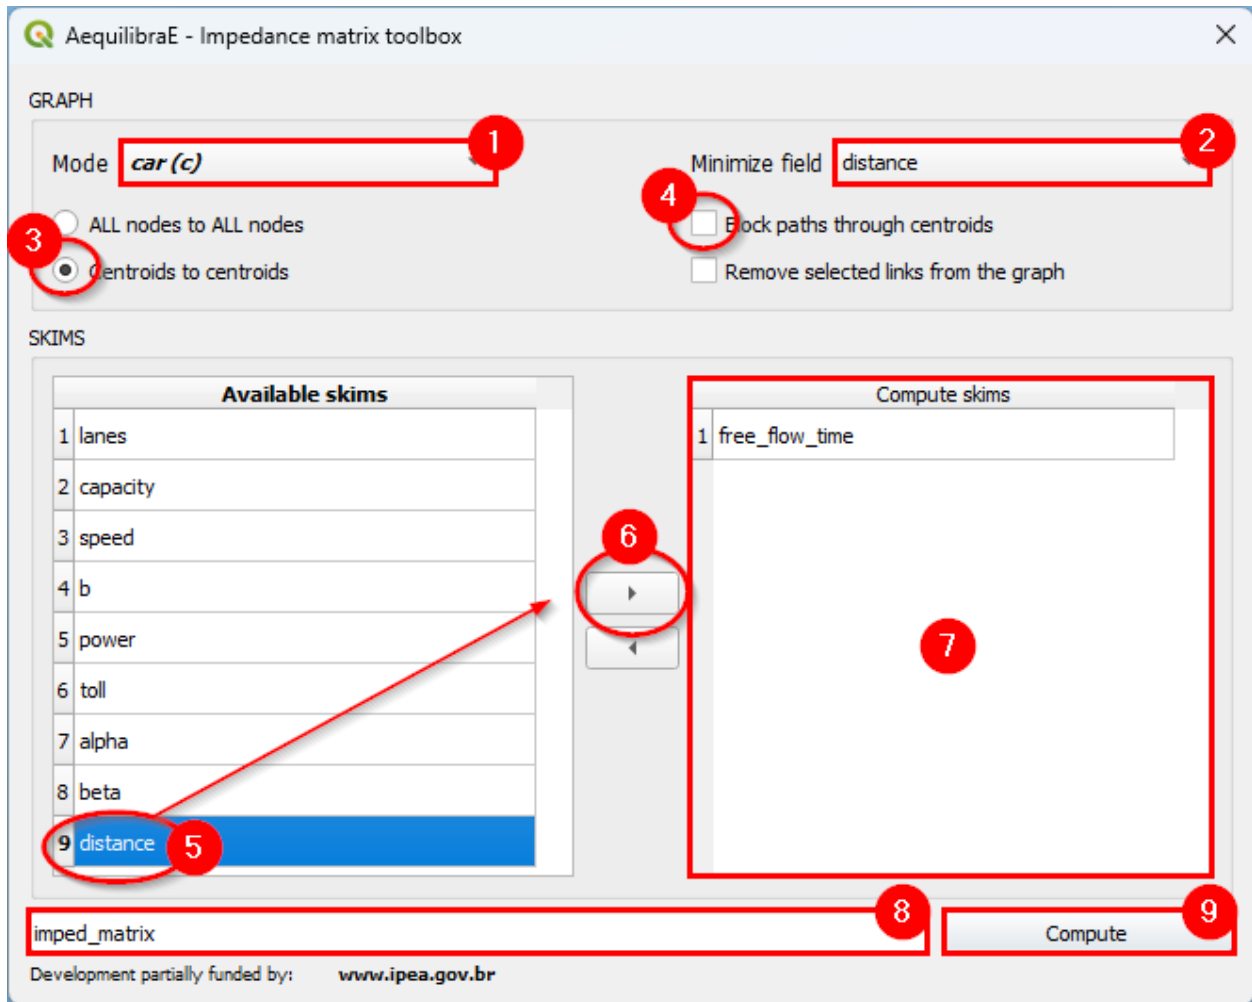 AequilibraE - Impedance matrix toolbox
GRAPH
1
2
Mode car (c)
Minimize field distance
4
3
ALL nodes to ALL nodes
Block paths through centroids
Centroids to centroids
Remove selected links from the graph
SKIMS
Available skims
1 lanes
2 capacity
3 speed
4 b
5 power
6 toll
7 alpha
8 beta
9 distance
5
6
Compute skims
1 free_flow_time
7
imped_matrix
8
Compute
9
Development partially funded by: www.ipea.gov.br